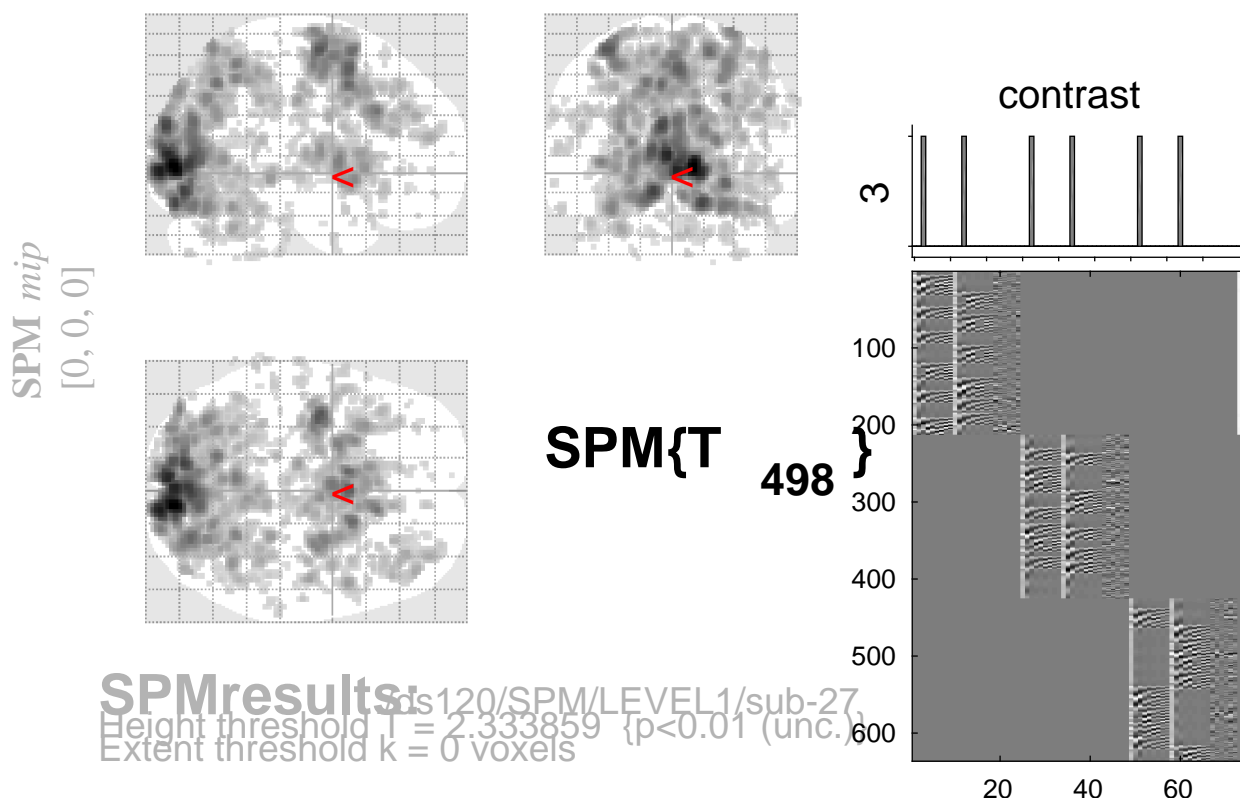 contrast
3
SPM mip
[0, 0, 0]
<
<
<
SPM{T498}
100
200
300
400
500
600
20 40 60
SPMresults: /ds120/SPM/LEVEL1/sub-27
Height threshold T = 2.333859 {p<0.01 (unc.)}
Extent threshold k = 0 voxels